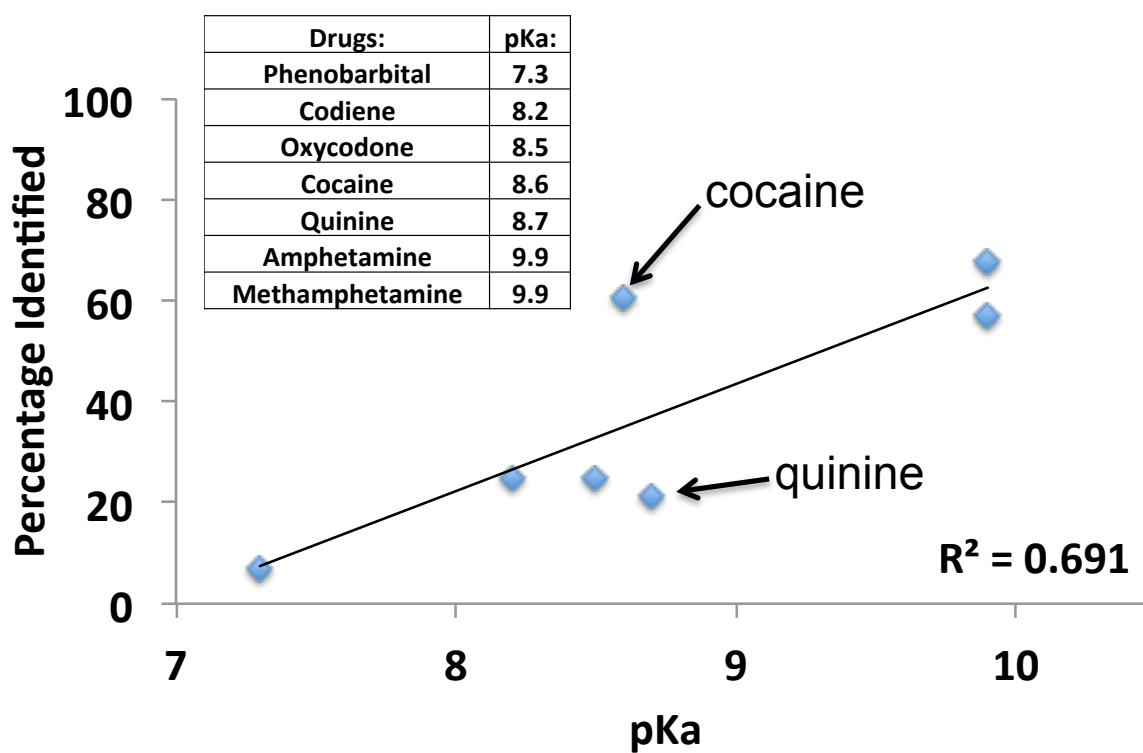 Drugs: pKa:
Phenobarbital 7.3
Codiene 8.2
Oxycodone 8.5
Cocaine 8.6
Quinine 8.7
Amphetamine 9.9
Methamphetamine 9.9
Percentage Identified
100
80
60
40
20
0
cocaine
quinine
R² = 0.691
7 8 9 10
pKa